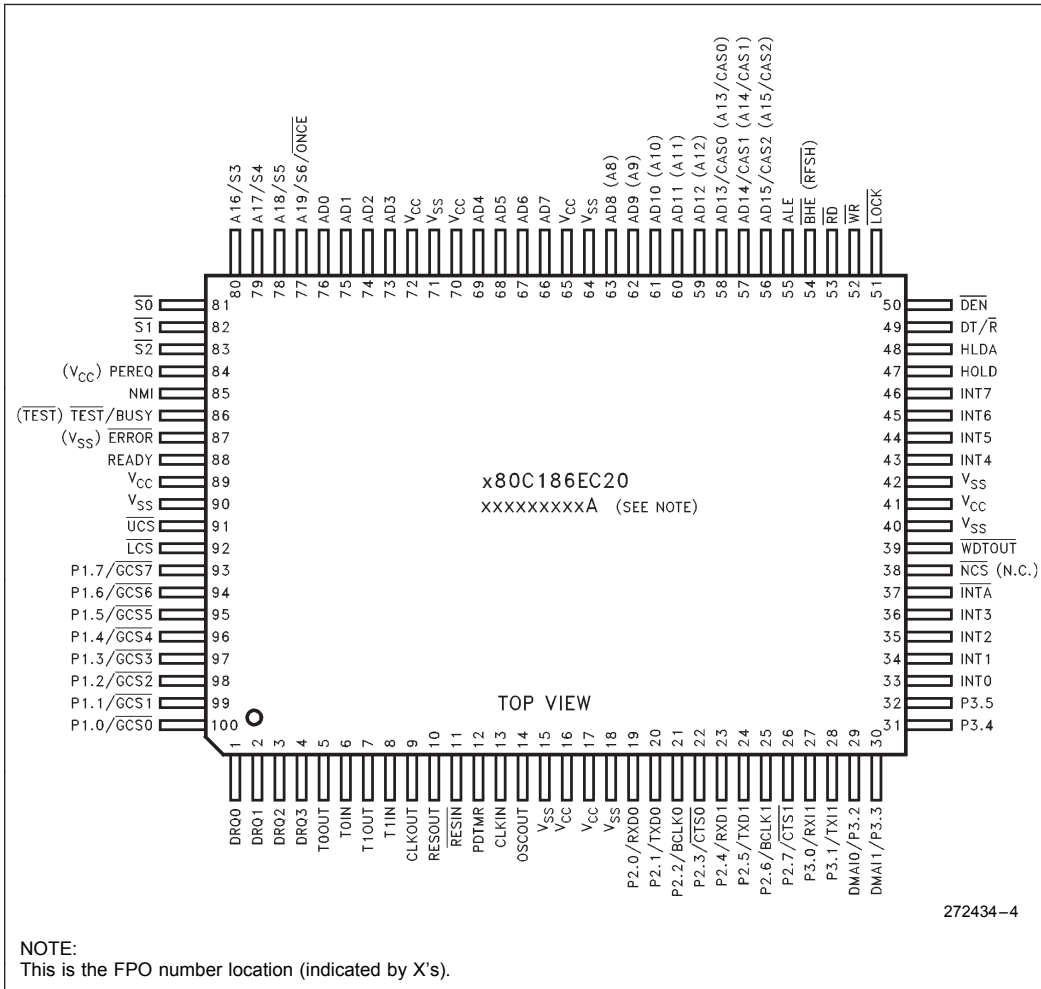 A16/S3
A17/S4
A18/S5
A19/S6/ONCE
AD0
AD1
AD2
AD3
VCC
VSS
VCC
AD4
AD5
AD6
AD7
VCC
VSS
AD8 (A8)
AD9 (A9)
AD10 (A10)
AD11 (A11)
AD12 (A12)
AD13/CAS0 (A13/CAS0)
AD14/CAS1 (A14/CAS1)
AD15/CAS2 (A15/CAS2)
ALE
BHE (RFSH)
RD
WR
LOCK
80 79 78 77 76 75 74 73 72 71 70 69 68 67 66 65 64 63 62 61 60 59 58 57 56 55 54 53 52 51
S0 81
S1 82
S2 83
(VCC) PEREQ 84
NMI 85
(TEST) TEST/BUSY 86
(VSS) ERROR 87
READY 88
VCC 89
VSS 90
UCS 91
LCS 92
P1.7/GCS7 93
P1.6/GCS6 94
P1.5/GCS5 95
P1.4/GCS4 96
P1.3/GCS3 97
P1.2/GCS2 98
P1.1/GCS1 99
P1.0/GCS0 100
x80C186EC20
xxxxxxxxxA (SEE NOTE)
TOP VIEW
50 DEN
49 DT/R
48 HLDA
47 HOLD
46 INT7
45 INT6
44 INT5
43 INT4
42 VSS
41 VCC
40 VSS
39 WDTOUT
38 NCS (N.C.)
37 INTA
36 INT3
35 INT2
34 INT1
33 INT0
32 P3.5
31 P3.4
1 2 3 4 5 6 7 8 9 10 11 12 13 14 15 16 17 18 19 20 21 22 23 24 25 26 27 28 29 30
DRQ0
DRQ1
DRQ2
DRQ3
T0OUT
T0IN
T1OUT
T1IN
CLKOUT
RESOUT
RESIN
PDTMR
CLKIN
OSCOUT
VSS
VCC
VCC
VSS
P2.0/RXD0
P2.1/TXD0
P2.2/BCLK0
P2.3/CTS0
P2.4/RXD1
P2.5/TXD1
P2.6/BCLK1
P2.7/CTS1
P3.0/RXI1
P3.1/TXI1
DMAI0/P3.2
DMAI1/P3.3
272434–4
NOTE:
This is the FPO number location (indicated by X's).